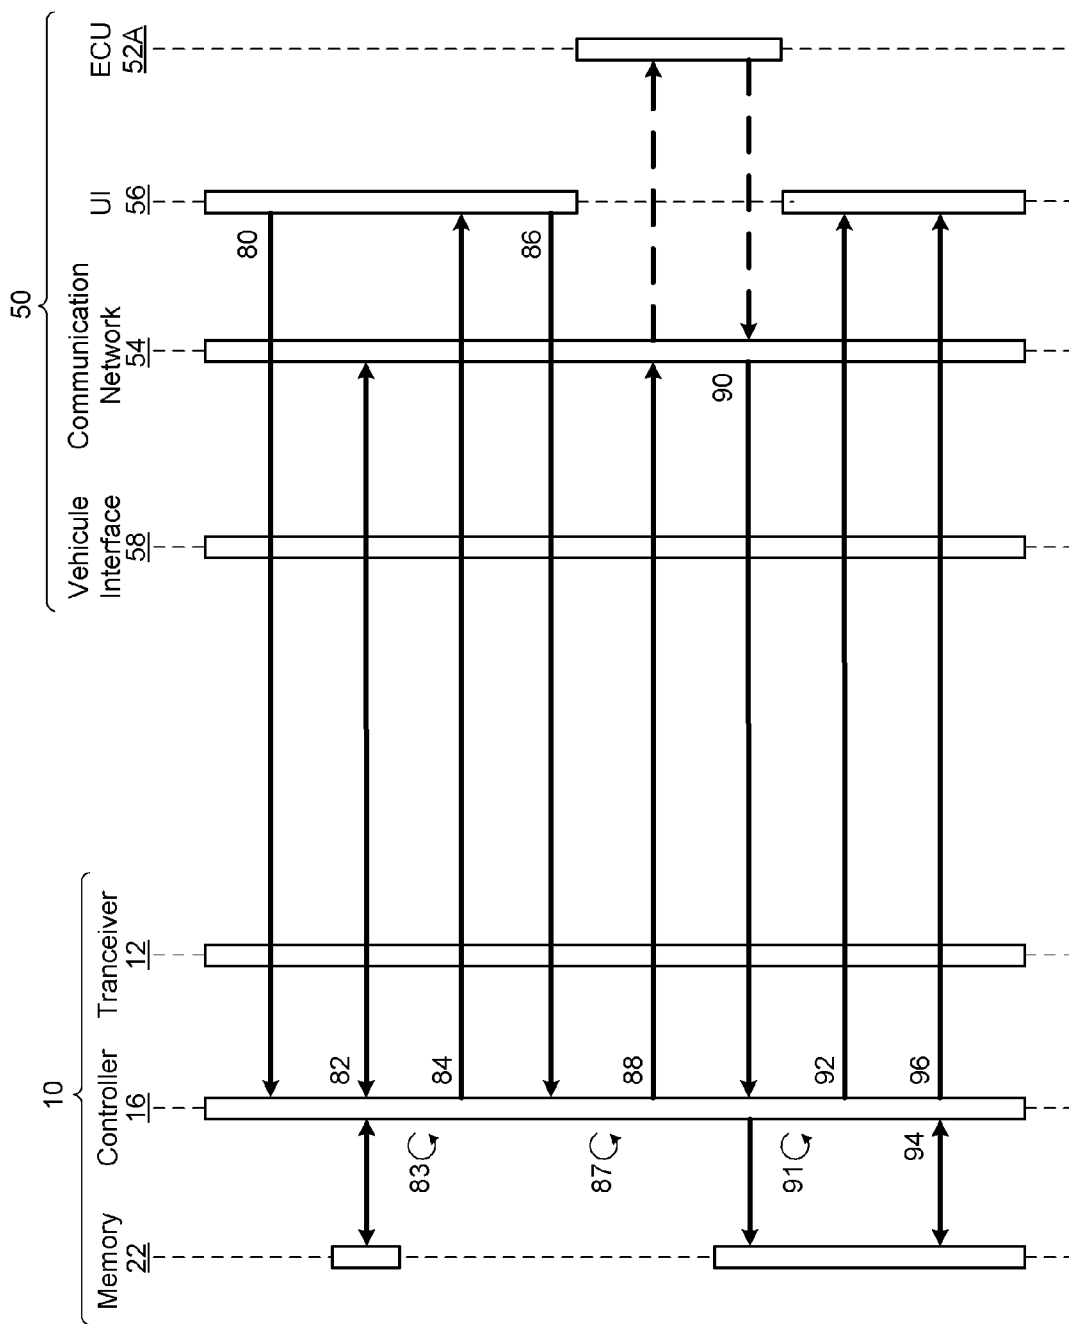 10
50
Memory
22
Controller
16
Tranceiver
12
Vehicule
Interface
58
Communication
Network
54
UI
56
ECU
52A
80
82
83
84
86
87
88
90
91
92
94
96